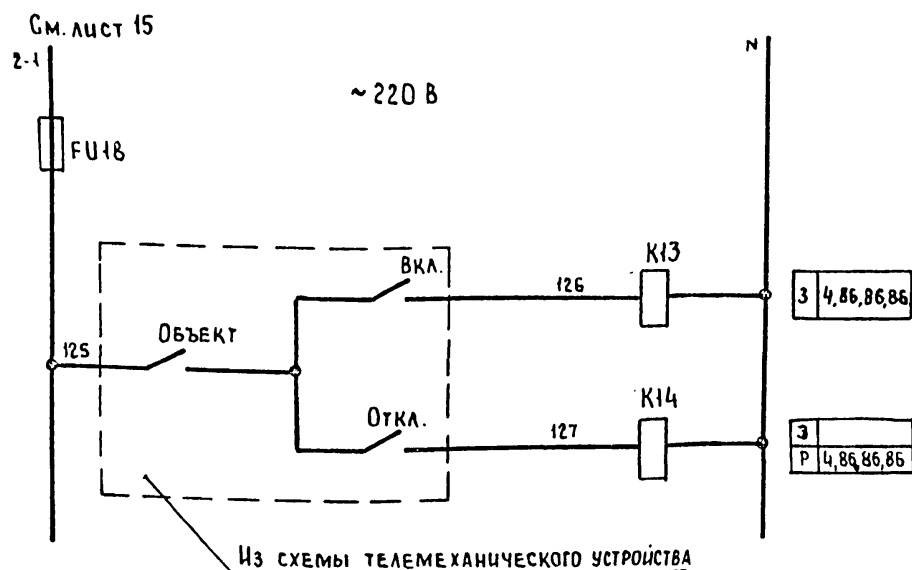 См. лист 15
2-1
N
~220 В
FU18
К13
Вкл.
126
З 4,86,86,86
Объект
125
К14
Откл.
127
З
Р 4,86,86,86
Из схемы телемеханического устройства